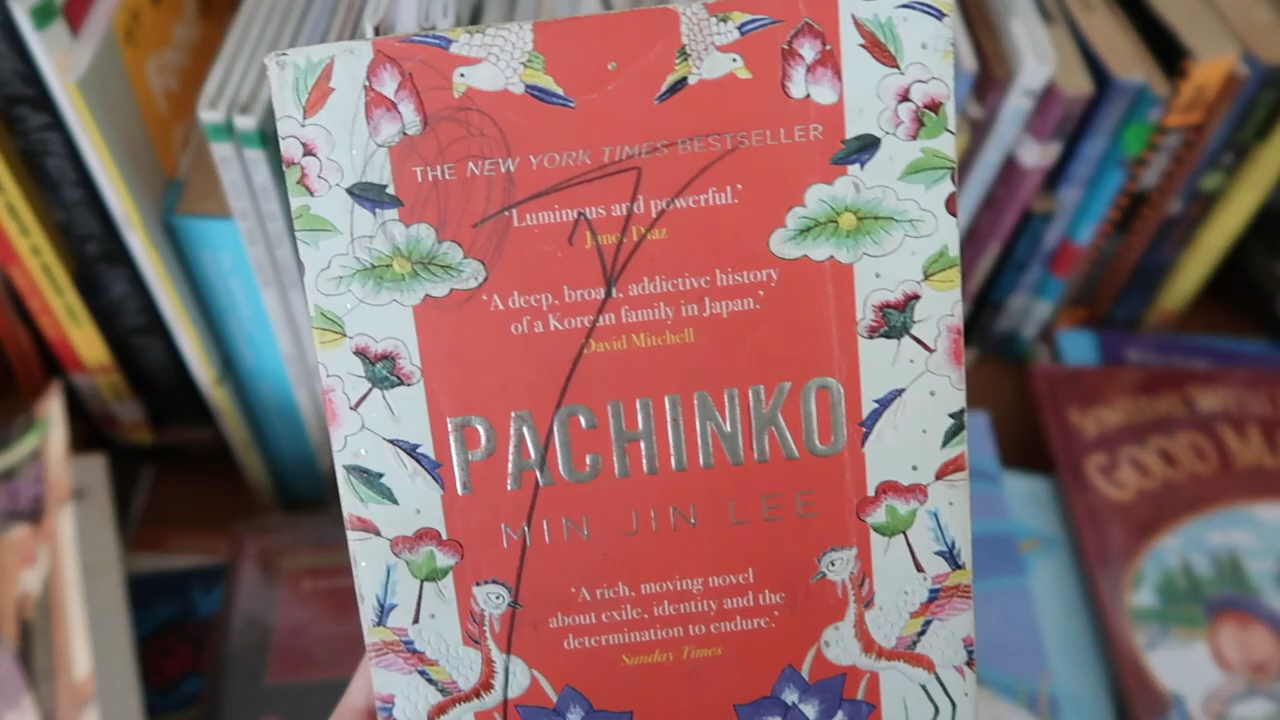 THE NEW YORK TIMES BESTSELLER
'Luminous and powerful.'
Junot Díaz
'A deep, broad, addictive history
of a Korean family in Japan.'
David Mitchell
PACHINKO
MIN JIN LEE
'A rich, moving novel
about exile, identity and the
determination to endure.'
Sunday Times
GOOD